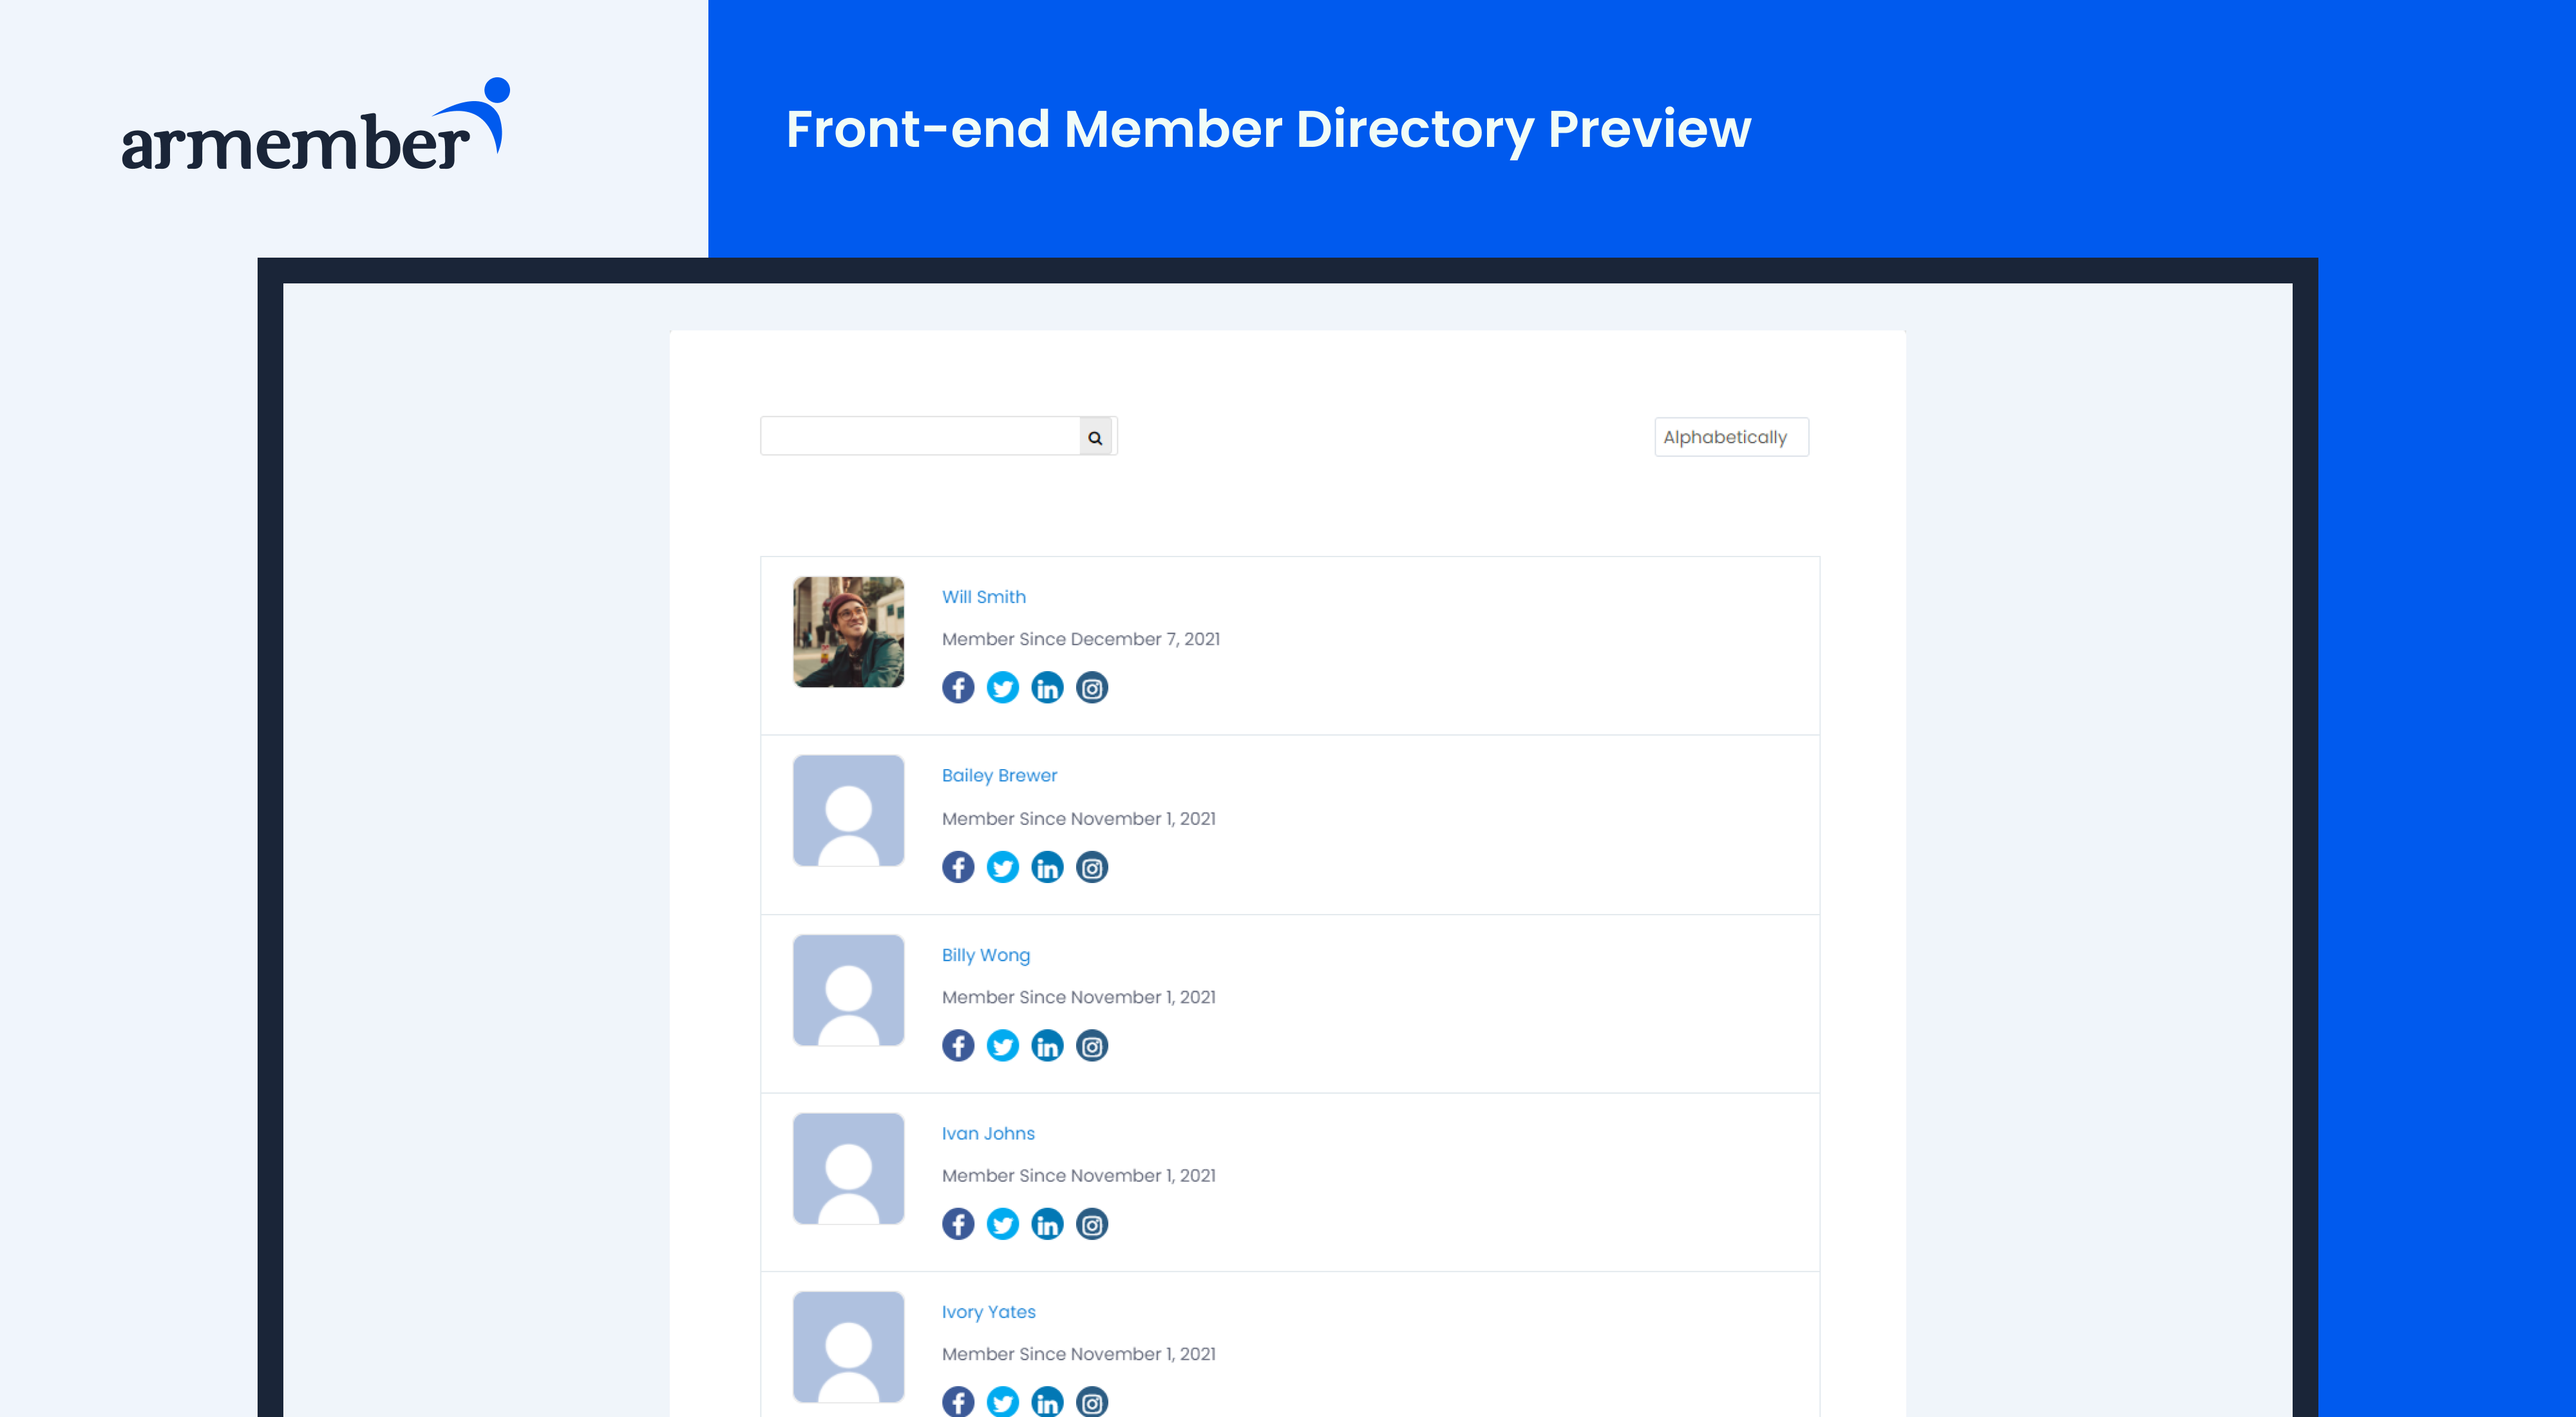 armember
Front-end Member Directory Preview
Alphabetically
Will Smith
Member Since December 7, 2021
Bailey Brewer
Member Since November 1, 2021
Billy Wong
Member Since November 1, 2021
Ivan Johns
Member Since November 1, 2021
Ivory Yates
Member Since November 1, 2021